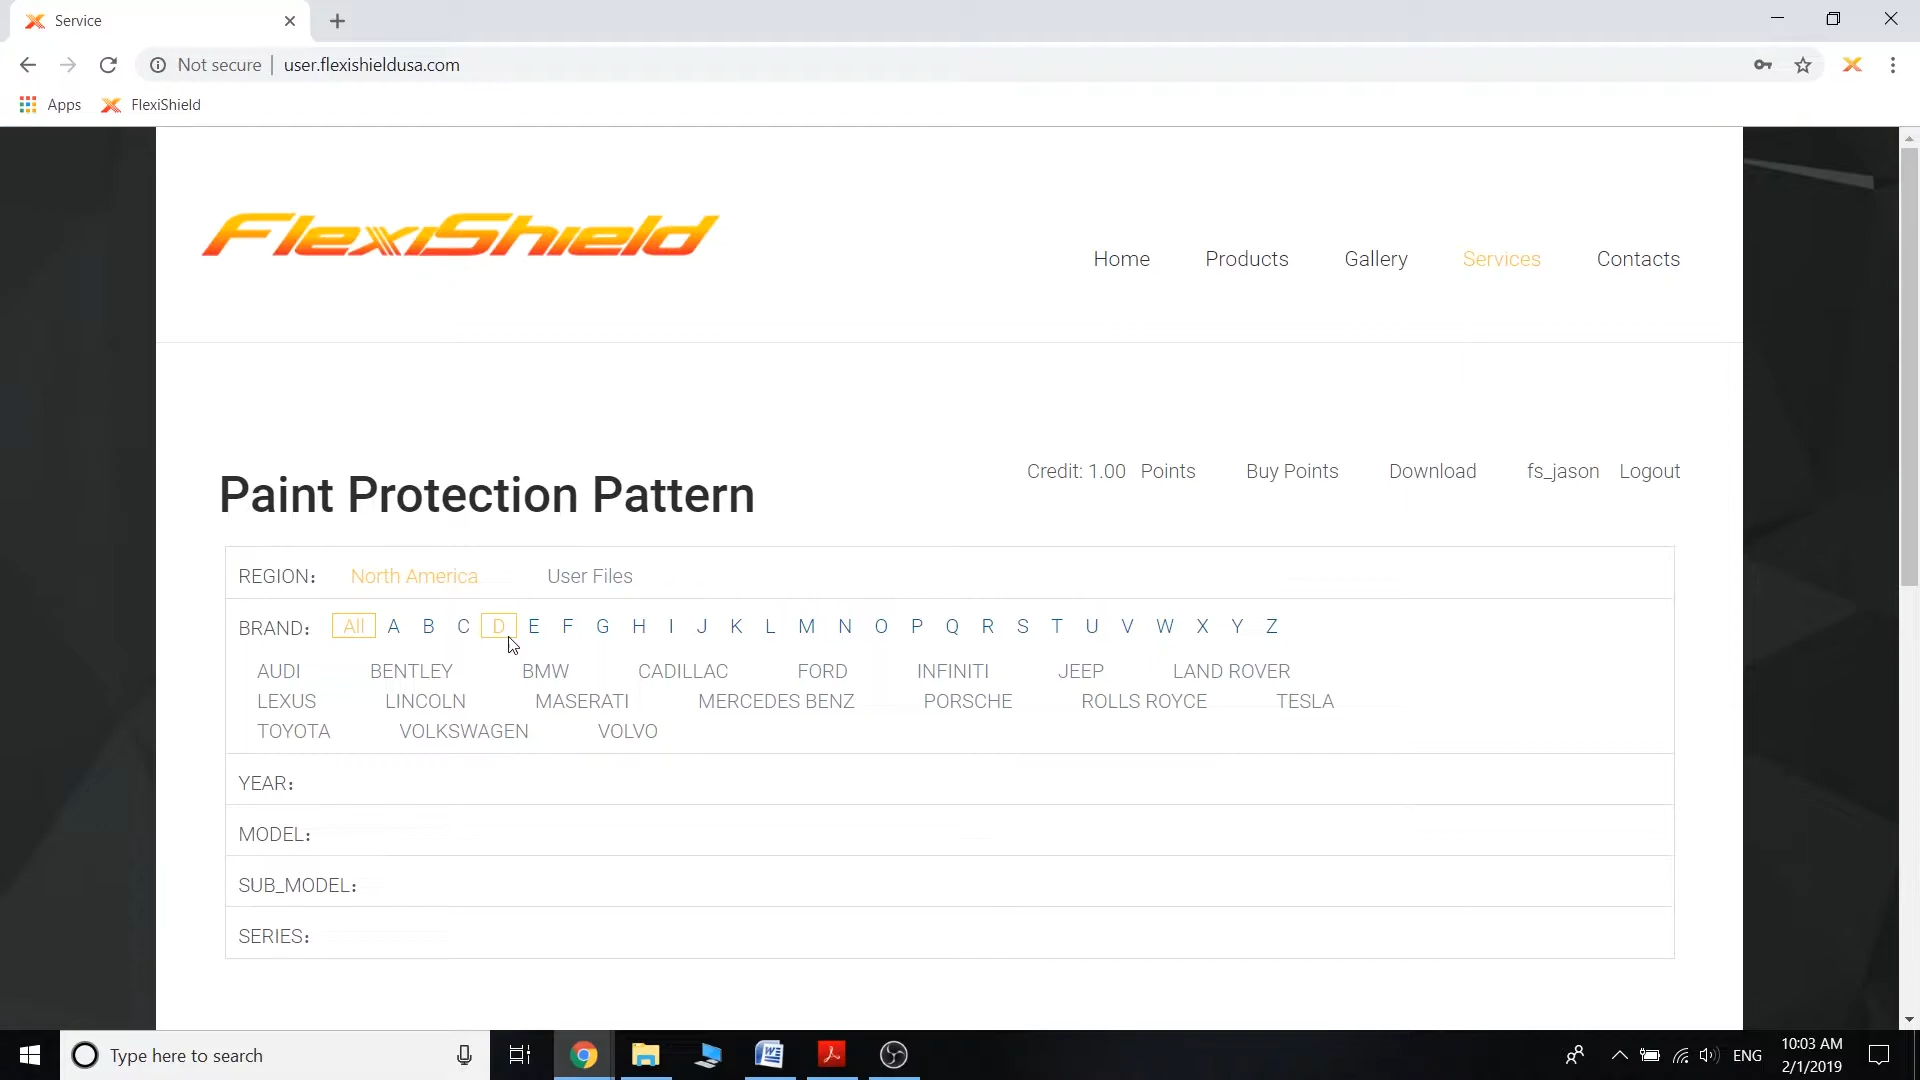 Service
Not secure
user.flexishieldusa.com
Apps
FlexiShield
FlexiShield
Home Products Gallery Services Contacts
Credit: 1.00 Points Buy Points Download fs_jason Logout
Paint Protection Pattern
REGION: North America User Files
BRAND: All A B C D E F G H I J K L M N O P Q R S T U V W X Y Z
AUDI BENTLEY BMW CADILLAC FORD INFINITI JEEP LAND ROVER
LEXUS LINCOLN MASERATI MERCEDES BENZ PORSCHE ROLLS ROYCE TESLA
TOYOTA VOLKSWAGEN VOLVO
YEAR:
MODEL:
SUB_MODEL:
SERIES:
Type here to search
ENG
10:03 AM
2/1/2019